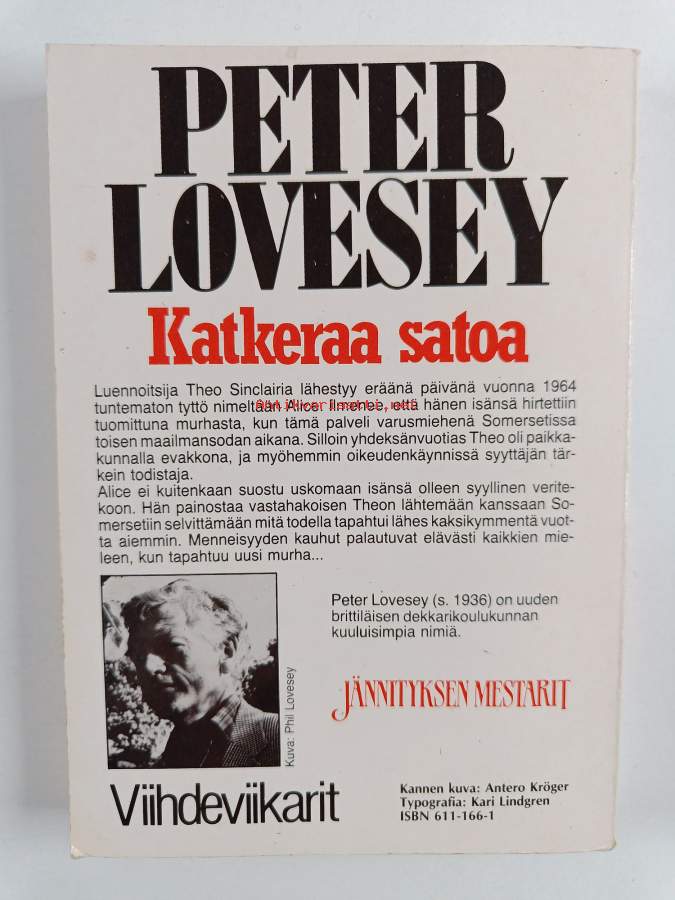 PETER
LOVESEY
Katkeraa satoa
Luennoitsija Theo Sinclairia lähestyy eräänä päivänä vuonna 1964
tuntematon tyttö nimeltään Alice. Imenee, että hänen isänsä hirtettiin
tuomittuna murhasta, kun tämä palveli varusmiehenä Somersetissa
toisen maailmansodan aikana. Silloin yhdeksänvuotias Theo oli paikka-
kunnalla evakkona, ja myöhemmin oikeudenkäynnissä syyttäjän tär-
kein todistaja.
Alice ei kuitenkaan suostu uskomaan isänsä olleen syyllinen verite-
koon. Hän painostaa vastahakoisen Theon lähtemään kanssaan So-
mersetiin selvittämään mitä todella tapahtui lähes kaksikymmentä vuot-
ta aiemmin. Menneisyyden kauhut palautuvat elävästi kaikkien mie-
leen, kun tapahtuu uusi murha...
Peter Lovesey (s. 1936) on uuden
brittiläisen dekkarikoulukunnan
kuuluisimpia nimiä.
Kuva: Phil Lovesey
JÄNNITYKSEN MESTARIT
Viihdeviikarit
Kannen kuva: Antero Kröger
Typografia: Kari Lindgren
ISBN 611-166-1